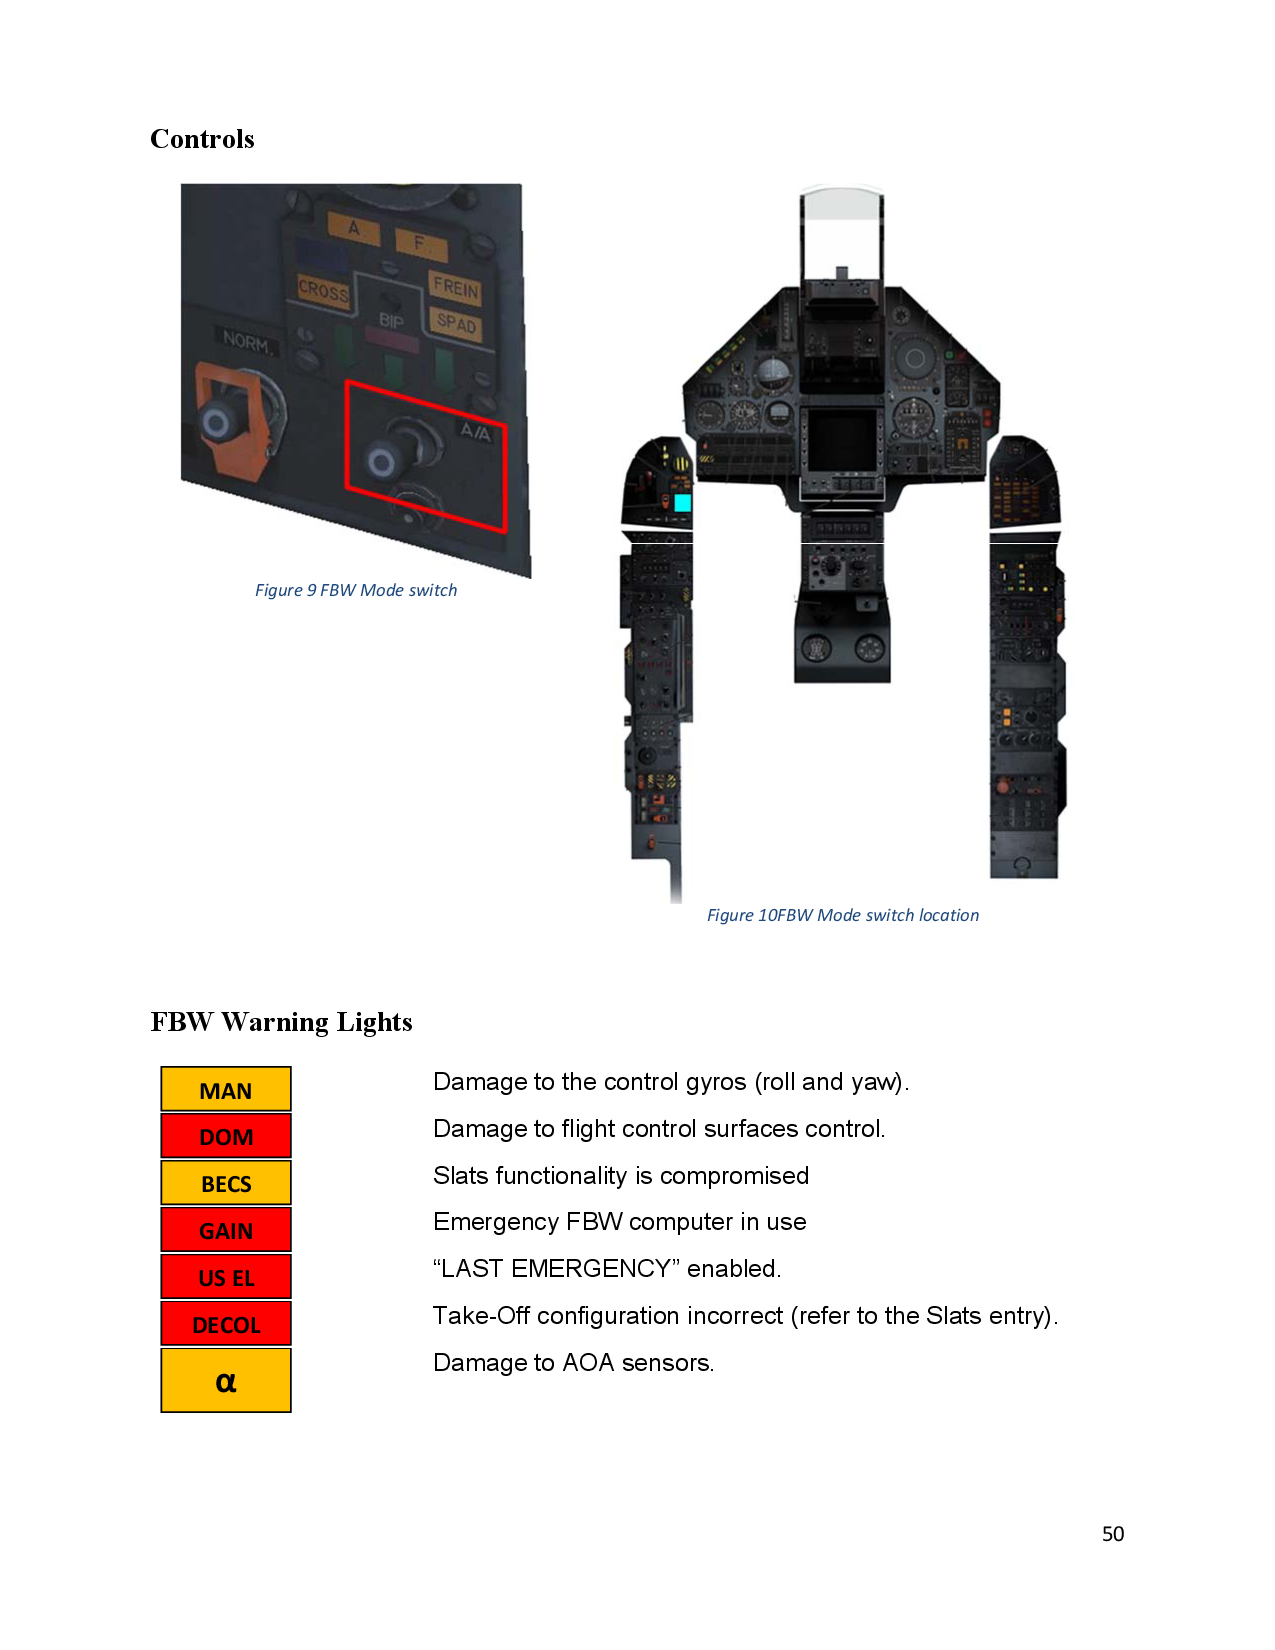 Controls
A
F
CROSS
FREIN
BIP
SPAD
NORM.
A/A
Figure 9 FBW Mode switch
Figure 10FBW Mode switch location
FBW Warning Lights
MAN Damage to the control gyros (roll and yaw).
DOM Damage to flight control surfaces control.
BECS Slats functionality is compromised
GAIN Emergency FBW computer in use
US EL “LAST EMERGENCY” enabled.
DECOL Take-Off configuration incorrect (refer to the Slats entry).
α Damage to AOA sensors.
50